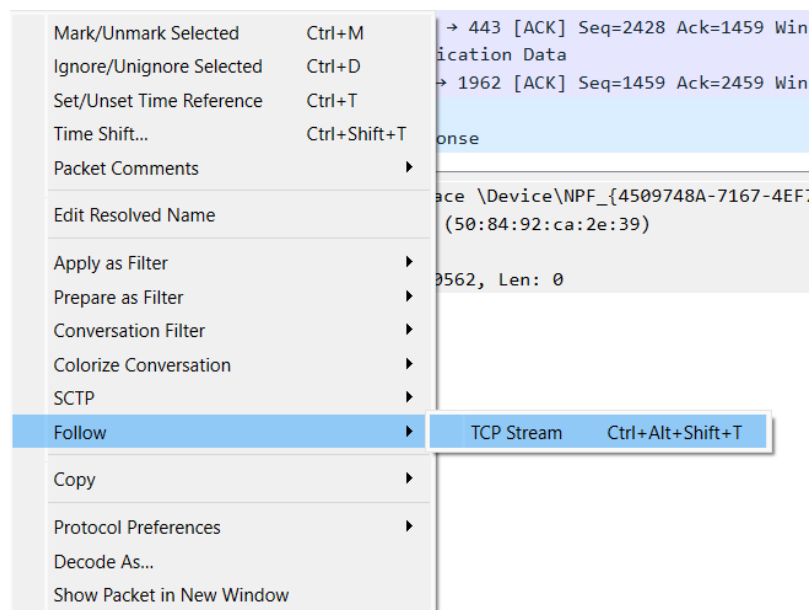 Mark/Unmark Selected Ctrl+M
Ignore/Unignore Selected Ctrl+D
Set/Unset Time Reference Ctrl+T
Time Shift... Ctrl+Shift+T
Packet Comments
Edit Resolved Name
Apply as Filter
Prepare as Filter
Conversation Filter
Colorize Conversation
SCTP
Follow
Copy
Protocol Preferences
Decode As...
Show Packet in New Window
TCP Stream Ctrl+Alt+Shift+T
→ 443 [ACK] Seq=2428 Ack=1459 Win
ication Data
→ 1962 [ACK] Seq=1459 Ack=2459 Win
onse
ace \Device\NPF_{4509748A-7167-4EF7
(50:84:92:ca:2e:39)
0562, Len: 0